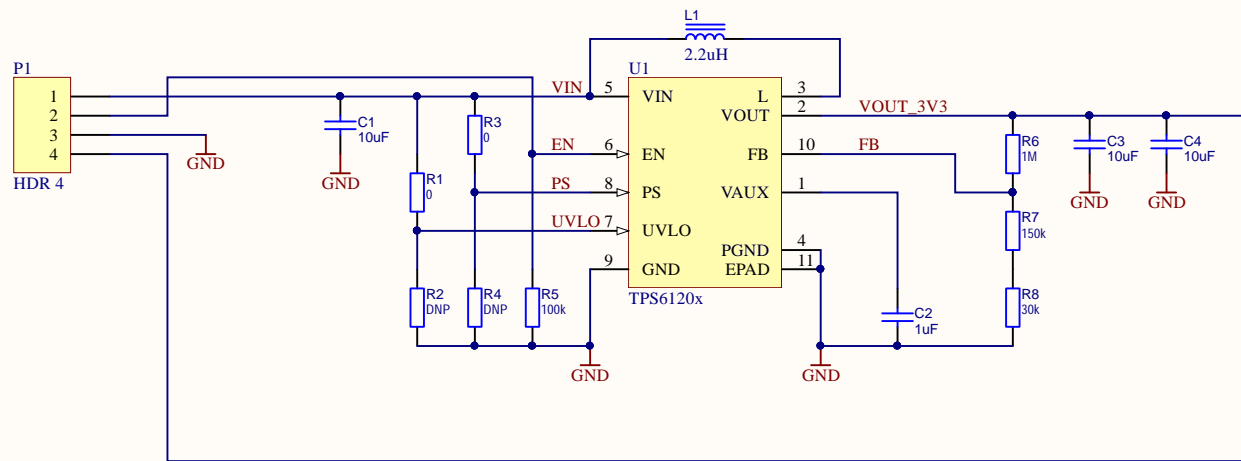 L1
2.2uH
P1
1
2
3
4
HDR 4
GND
VIN
EN
PS
UVLO
C1
10uF
GND
R3
0
R1
0
R2
DNP
R4
DNP
R5
100k
GND
U1
5
VIN
6
EN
8
PS
7
UVLO
9
GND
L
3
VOUT
2
FB
10
VAUX
1
PGND
4
EPAD
11
TPS6120x
VOUT_3V3
FB
R6
1M
R7
150k
R8
30k
C2
1uF
GND
C3
10uF
GND
C4
10uF
GND